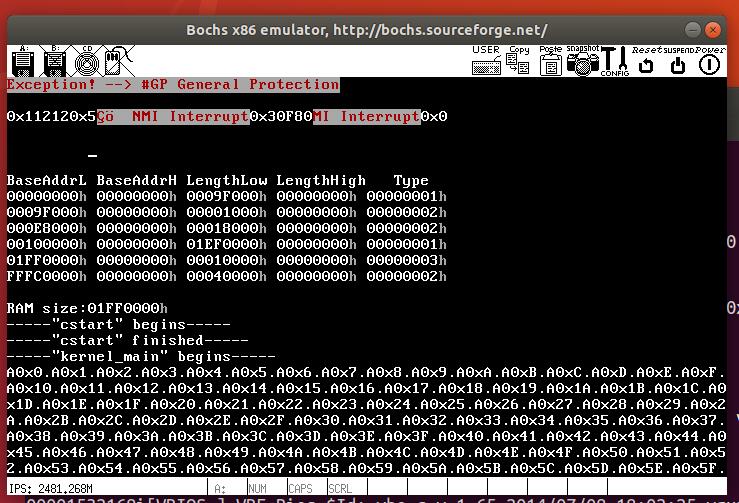 Bochs x86 emulator, http://bochs.sourceforge.net/
A: B: CD USER Copy Paste snapshot CONFIG Reset SUSPEND Power
Exception! --> #GP General Protection
0x112120x5Çö  NMI Interrupt0x30F80MI Interrupt0x0
_
BaseAddrL BaseAddrH LengthLow LengthHigh   Type
00000000h 00000000h 0009F000h 00000000h 00000001h
0009F000h 00000000h 00001000h 00000000h 00000002h
000E8000h 00000000h 00018000h 00000000h 00000002h
00100000h 00000000h 01EF0000h 00000000h 00000001h
01FF0000h 00000000h 00010000h 00000000h 00000003h
FFFC0000h 00000000h 00040000h 00000000h 00000002h
RAM size:01FF0000h
-----"cstart" begins-----
-----"cstart" finished-----
-----"kernel_main" begins-----
A0x0.A0x1.A0x2.A0x3.A0x4.A0x5.A0x6.A0x7.A0x8.A0x9.A0xA.A0xB.A0xC.A0xD.A0xE.A0xF.
A0x10.A0x11.A0x12.A0x13.A0x14.A0x15.A0x16.A0x17.A0x18.A0x19.A0x1A.A0x1B.A0x1C.A0
x1D.A0x1E.A0x1F.A0x20.A0x21.A0x22.A0x23.A0x24.A0x25.A0x26.A0x27.A0x28.A0x29.A0x2
A.A0x2B.A0x2C.A0x2D.A0x2E.A0x2F.A0x30.A0x31.A0x32.A0x33.A0x34.A0x35.A0x36.A0x37.
A0x38.A0x39.A0x3A.A0x3B.A0x3C.A0x3D.A0x3E.A0x3F.A0x40.A0x41.A0x42.A0x43.A0x44.A0
x45.A0x46.A0x47.A0x48.A0x49.A0x4A.A0x4B.A0x4C.A0x4D.A0x4E.A0x4F.A0x50.A0x51.A0x5
2.A0x53.A0x54.A0x55.A0x56.A0x57.A0x58.A0x59.A0x5A.A0x5B.A0x5C.A0x5D.A0x5E.A0x5F.
IPS: 2481.268M A: NUM CAPS SCRL